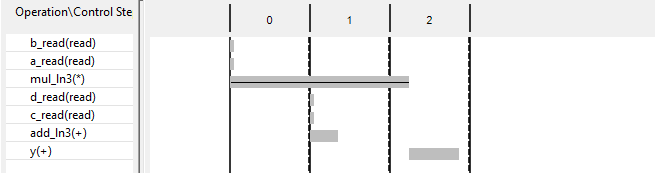 Operation\Control Ste
0 1 2
b_read(read)
a_read(read)
mul_ln3(*)
d_read(read)
c_read(read)
add_ln3(+)
y(+)